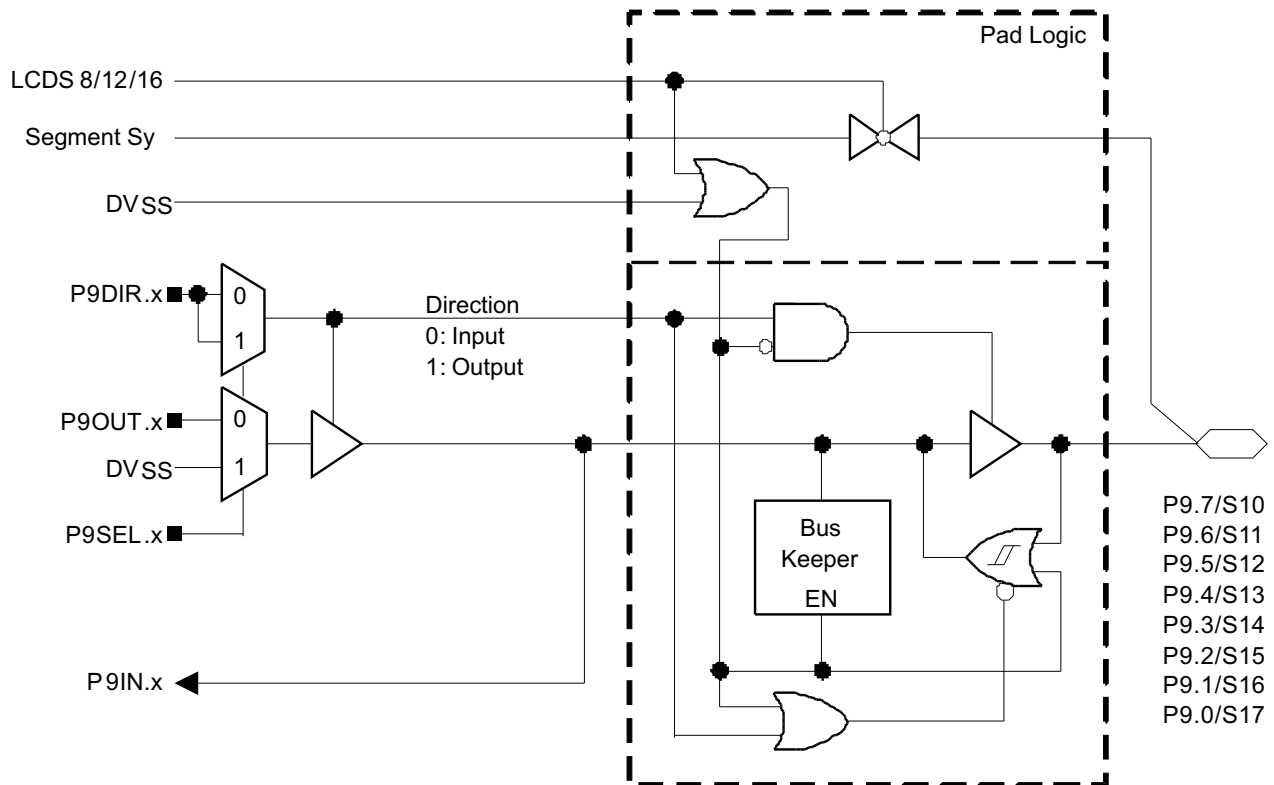 Pad Logic
LCDS 8/12/16
Segment Sy
DVSS
P9DIR.x
0
1
Direction
0: Input
1: Output
P9OUT.x
0
DVSS
1
P9SEL.x
Bus
Keeper
EN
P9IN.x
P9.7/S10
P9.6/S11
P9.5/S12
P9.4/S13
P9.3/S14
P9.2/S15
P9.1/S16
P9.0/S17